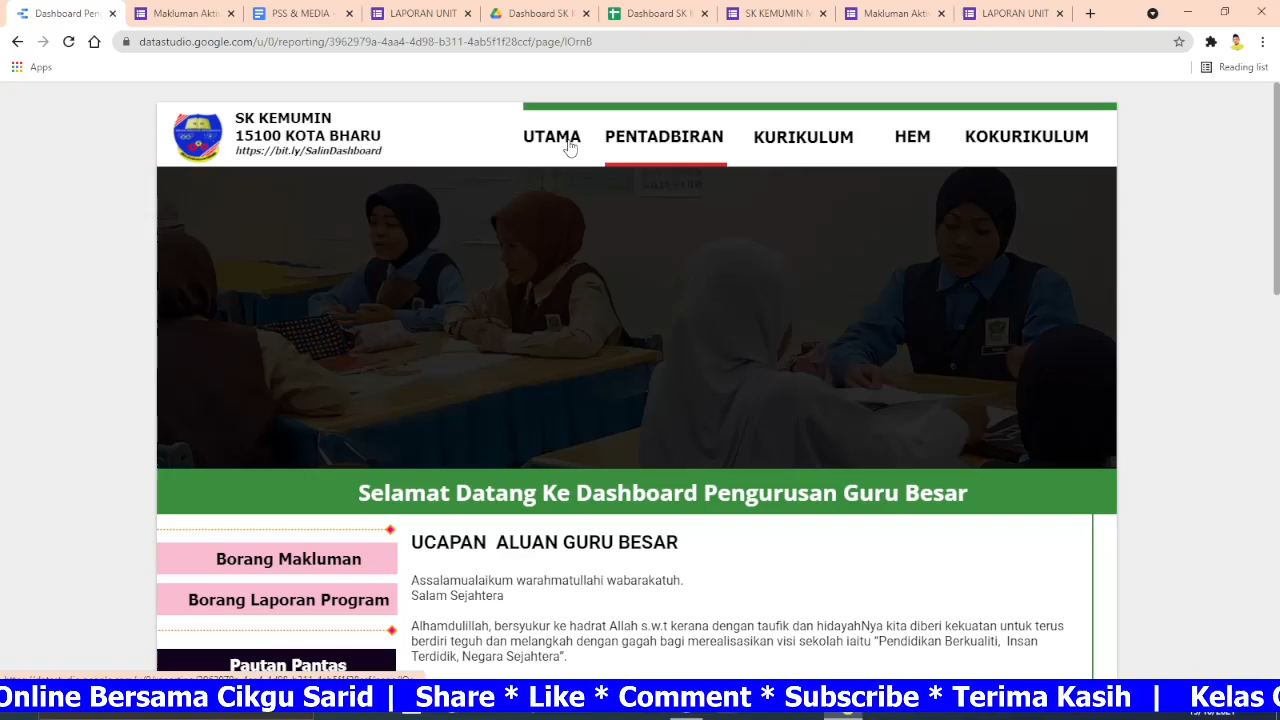 Dashboard Pen
Makluman Akti
PSS & MEDIA -
LAPORAN UNIT
Dashboard SK K
Dashboard SK K
SK KEMUMIN M
Makluman Akti
LAPORAN UNIT
datastudio.google.com/u/0/reporting/3962979a-4aa4-4d98-b311-4ab5f1f28ccf/page/IOrnB
Apps
Reading list
SK KEMUMIN
15100 KOTA BHARU
https://bit.ly/SalinDashboard
UTAMA PENTADBIRAN KURIKULUM HEM KOKURIKULUM
Selamat Datang Ke Dashboard Pengurusan Guru Besar
Borang Makluman
Borang Laporan Program
Pautan Pantas
UCAPAN ALUAN GURU BESAR
Assalamualaikum warahmatullahi wabarakatuh.
Salam Sejahtera
Alhamdulillah, bersyukur ke hadrat Allah s.w.t kerana dengan taufik dan hidayahNya kita diberi kekuatan untuk terus
berdiri teguh dan melangkah dengan gagah bagi merealisasikan visi sekolah iaitu "Pendidikan Berkualiti, Insan
Terdidik, Negara Sejahtera".
Online Bersama Cikgu Sarid | Share * Like * Comment * Subscribe * Terima Kasih | Kelas